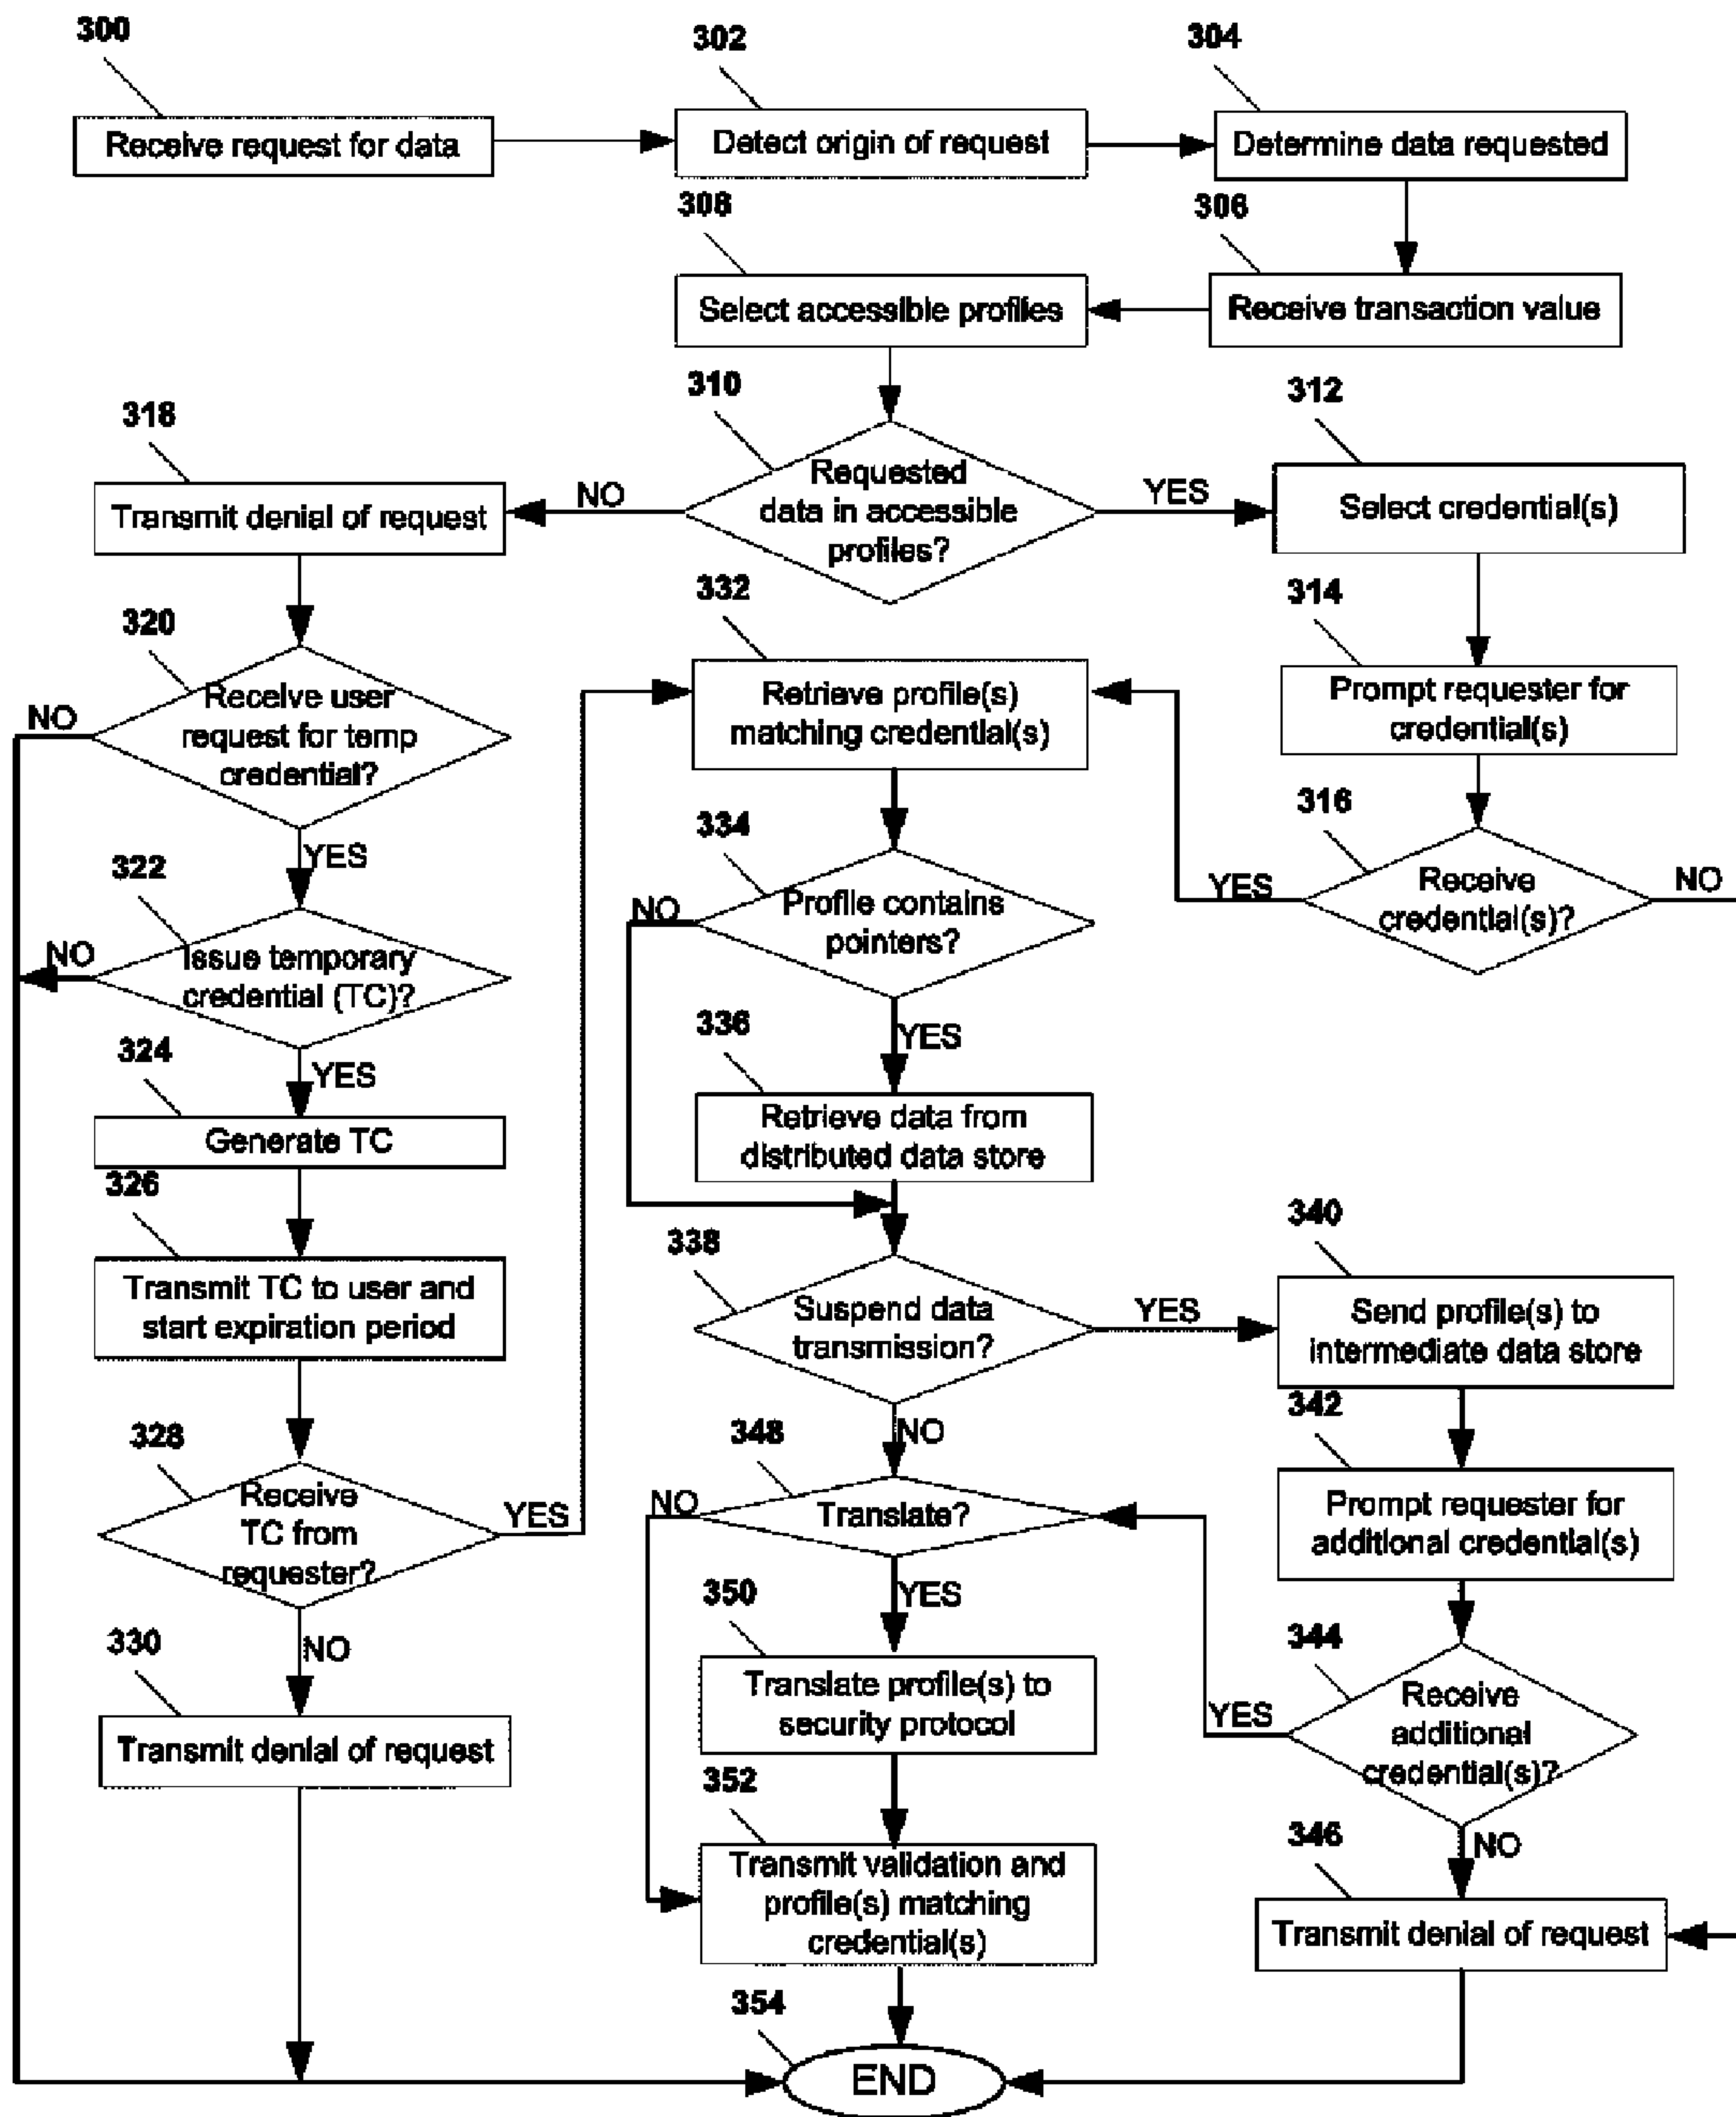 300
Receive request for data
302
Detect origin of request
304
Determine data requested
306
Receive transaction value
308
Select accessible profiles
310
Requested
data in accessible
profiles?
NO
YES
312
Select credential(s)
314
Prompt requester for
credential(s)
316
Receive
credential(s)?
YES
NO
318
Transmit denial of request
320
Receive user
request for temp
credential?
NO
YES
322
Issue temporary
credential (TC)?
NO
YES
324
Generate TC
326
Transmit TC to user and
start expiration period
328
Receive
TC from
requester?
YES
NO
330
Transmit denial of request
332
Retrieve profile(s)
matching credential(s)
334
Profile contains
pointers?
NO
YES
336
Retrieve data from
distributed data store
338
Suspend data
transmission?
YES
NO
340
Send profile(s) to
intermediate data store
342
Prompt requester for
additional credential(s)
344
Receive
additional
credential(s)?
YES
NO
346
Transmit denial of request
348
Translate?
NO
YES
350
Translate profile(s) to
security protocol
352
Transmit validation and
profile(s) matching
credential(s)
354
END